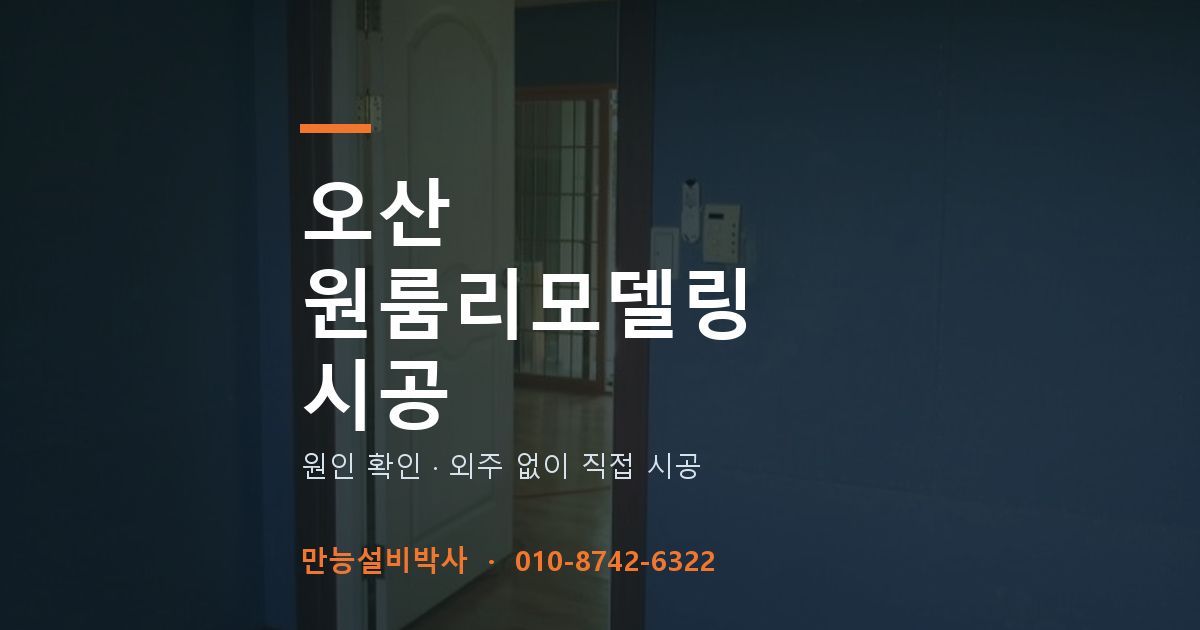 오산
원룸리모델링
시공
원인 확인 · 외주 없이 직접 시공
만능설비박사 · 010-8742-6322